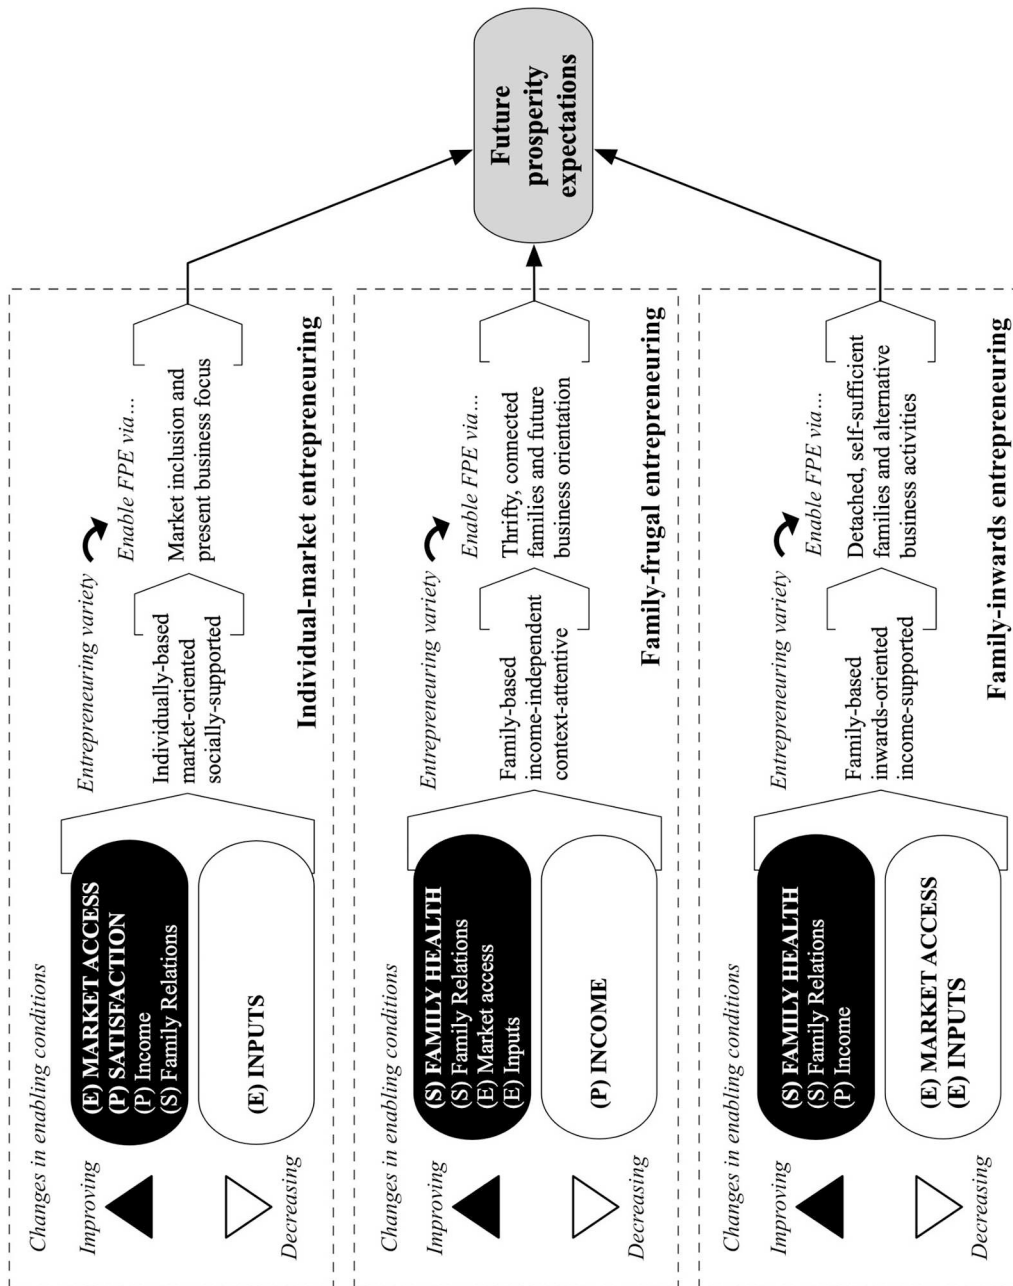 Changes in enabling conditions
Improving
(E) MARKET ACCESS
(P) SATISFACTION
(P) Income
(S) Family Relations
(E) INPUTS
Decreasing
Entrepreneuring variety
Individually-based
market-oriented
socially-supported
Enable FPE via…
Market inclusion and
present business focus
Individual-market entrepreneuring
Changes in enabling conditions
Improving
(S) FAMILY HEALTH
(S) Family Relations
(E) Market access
(E) Inputs
(P) INCOME
Decreasing
Entrepreneuring variety
Family-based
income-independent
context-attentive
Enable FPE via…
Thrifty, connected
families and future
business orientation
Family-frugal entrepreneuring
Changes in enabling conditions
Improving
(S) FAMILY HEALTH
(S) Family Relations
(P) Income
(E) MARKET ACCESS
(E) INPUTS
Decreasing
Entrepreneuring variety
Family-based
inwards-oriented
income-supported
Enable FPE via…
Detached, self-sufficient
families and alternative
business activities
Family-inwards entrepreneuring
Future
prosperity
expectations